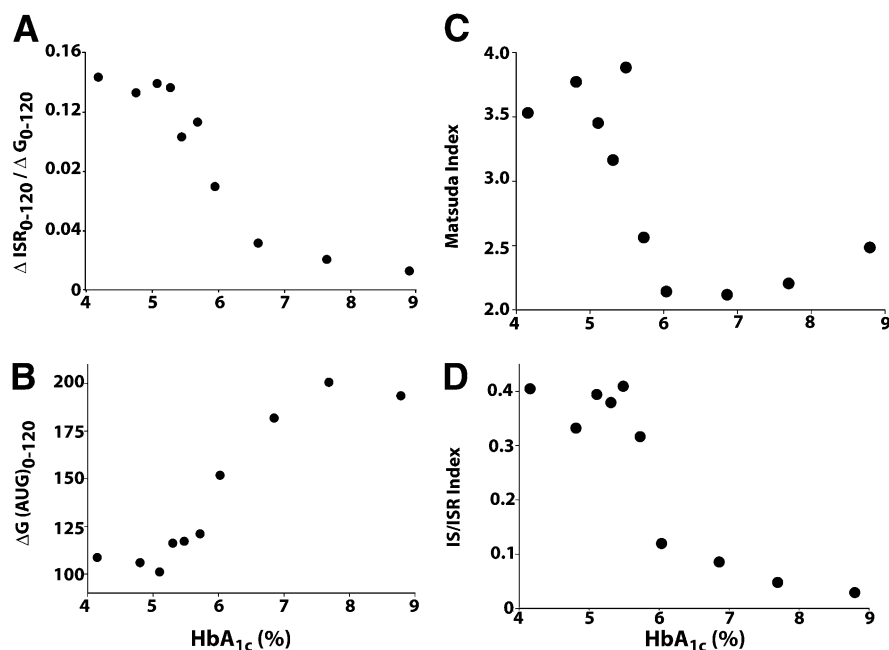 A
Δ ISR0-120 / Δ G0-120
0.16
0.12
0.02
0.04
0
4 5 6 7 8 9
B
ΔG (AUG)0-120
200
175
150
125
100
4 5 6 7 8 9
HbA1c (%)
C
Matsuda Index
4.0
3.5
3.0
2.5
2.0
4 5 6 7 8 9
D
IS/ISR Index
0.4
0.3
0.2
0.1
0
4 5 6 7 8 9
HbA1c (%)